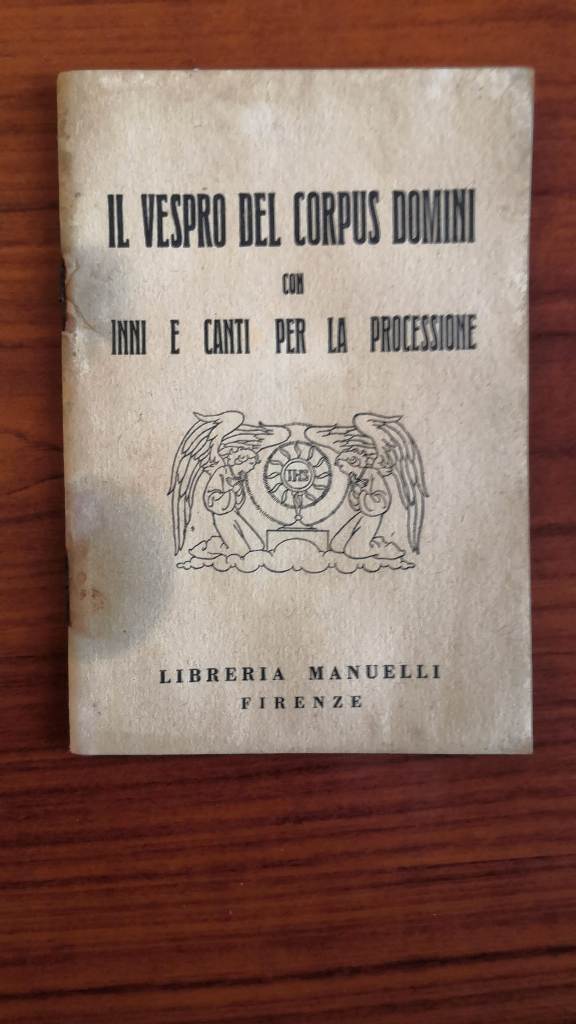 IL VESPRO DEL CORPUS DOMINI
CON
INNI E CANTI PER LA PROCESSIONE
IHS
LIBRERIA MANUELLI
FIRENZE